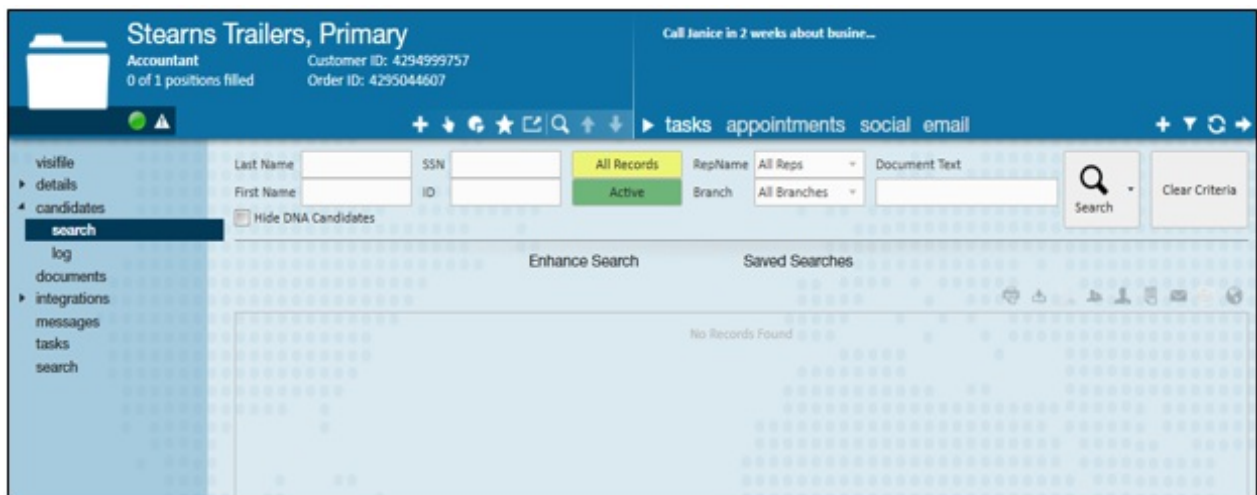 Stearns Trailers, Primary
Accountant
Customer ID: 4294999757
0 of 1 positions filled
Order ID: 4295044607
Call Janice in 2 weeks about busine...
tasks appointments social email
visifile
details
candidates
search
log
documents
integrations
messages
tasks
search
Last Name
SSN
All Records
RepName
All Reps
Document Text
First Name
ID
Active
Branch
All Branches
Search
Clear Criteria
Hide DNA Candidates
Enhance Search
Saved Searches
No Records Found